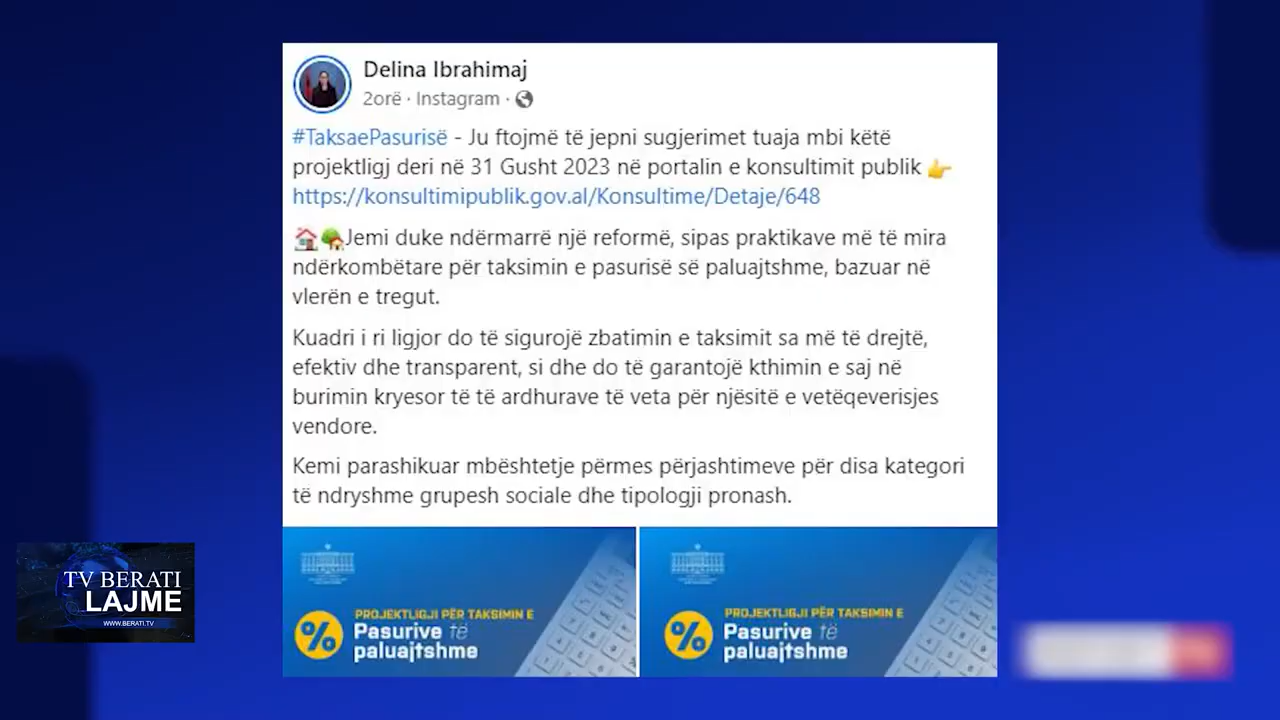 Delina Ibrahimaj
2orë · Instagram ·
#TaksaePasurisë - Ju ftojmë të jepni sugjerimet tuaja mbi këtë
projektligj deri në 31 Gusht 2023 në portalin e konsultimit publik 👉
https://konsultimipublik.gov.al/Konsultime/Detaje/648
🏠🏡Jemi duke ndërmarrë një reformë, sipas praktikave më të mira
ndërkombëtare për taksimin e pasurisë së paluajtshme, bazuar në
vlerën e tregut.
Kuadri i ri ligjor do të sigurojë zbatimin e taksimit sa më të drejtë,
efektiv dhe transparent, si dhe do të garantojë kthimin e saj në
burimin kryesor të të ardhurave të veta për njësitë e vetëqeverisjes
vendore.
Kemi parashikuar mbështetje përmes përjashtimeve për disa kategori
të ndryshme grupesh sociale dhe tipologji pronash.
PROJEKTLIGJI PËR TAKSIMIN E
% Pasurive të
paluajtshme
PROJEKTLIGJI PËR TAKSIMIN E
% Pasurive të
paluajtshme
TV BERATI
LAJME
WWW.BERATI.TV